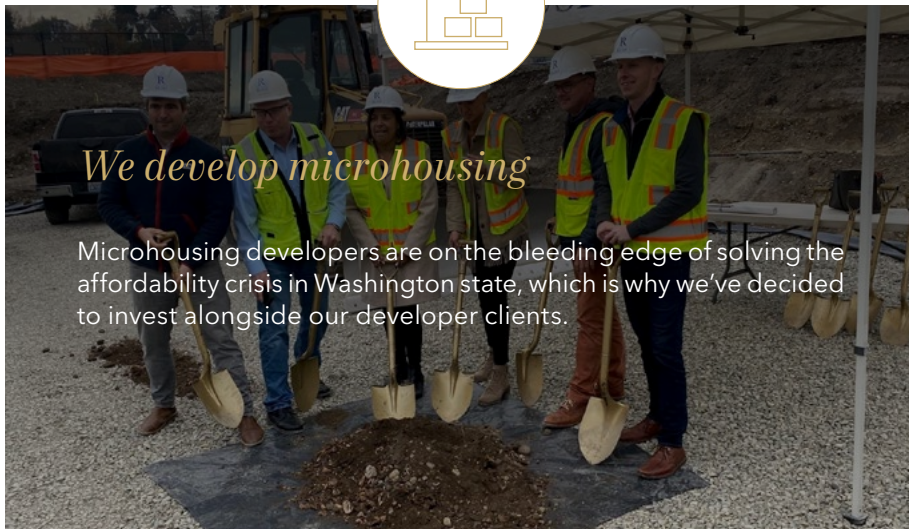 We develop microhousing
Microhousing developers are on the bleeding edge of solving the
affordability crisis in Washington state, which is why we've decided
to invest alongside our developer clients.
CAT